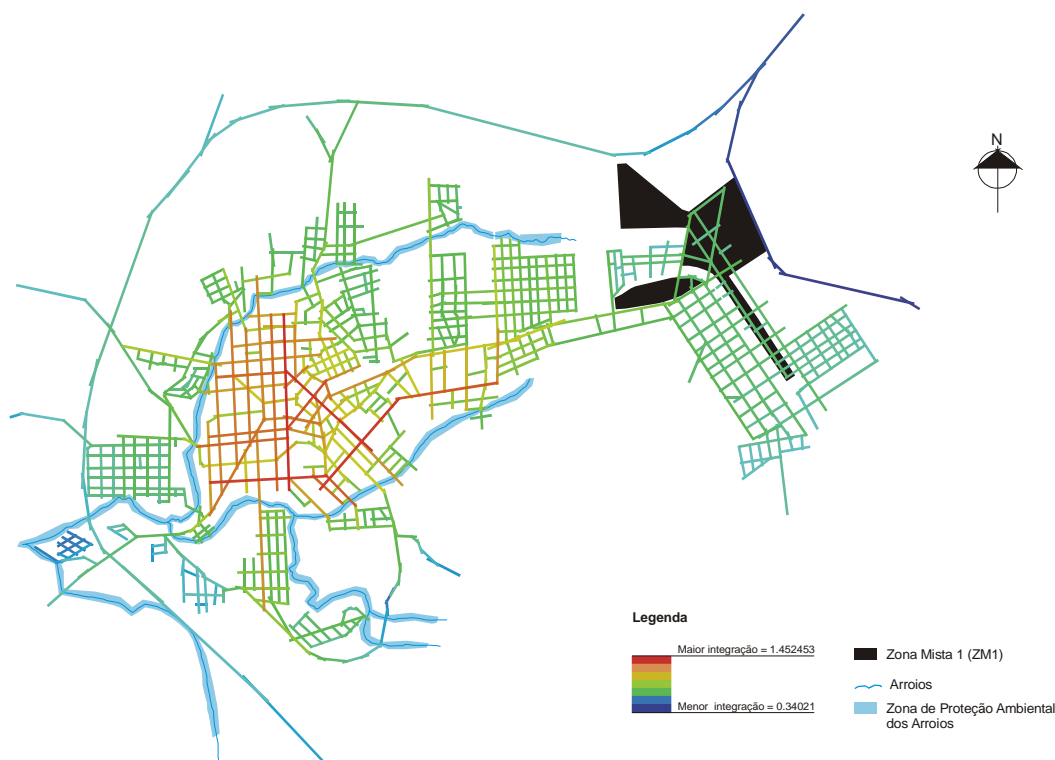 N
Legenda
Maior integração = 1.452453
Menor integração = 0.34021
Zona Mista 1 (ZM1)
Arroios
Zona de Proteção Ambiental
dos Arroios